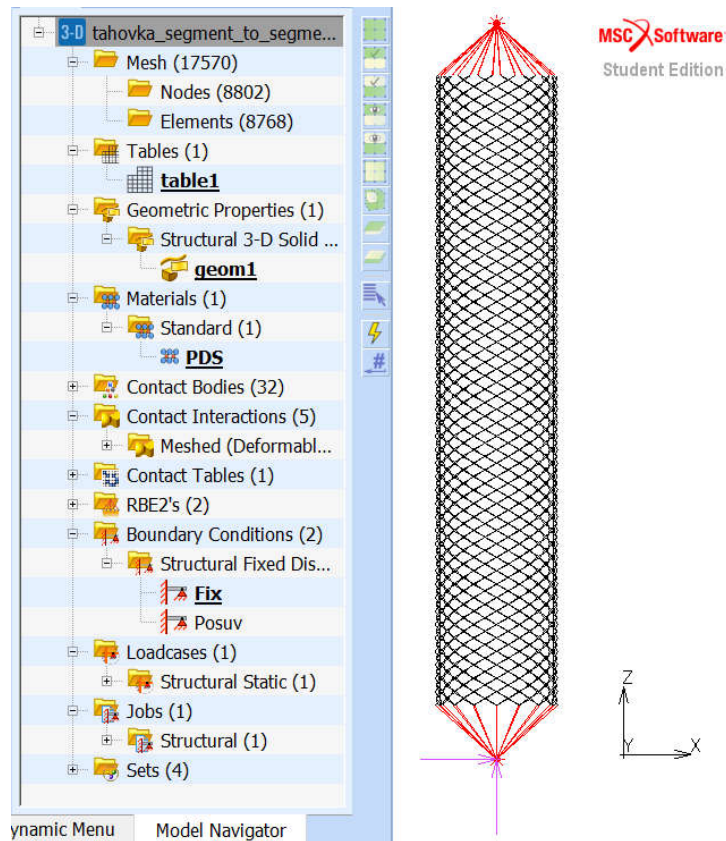 3-D tahovka_segment_to_segme...
Mesh (17570)
Nodes (8802)
Elements (8768)
Tables (1)
table1
Geometric Properties (1)
Structural 3-D Solid ...
geom1
Materials (1)
Standard (1)
PDS
Contact Bodies (32)
Contact Interactions (5)
Meshed (Deformabl...
Contact Tables (1)
RBE2's (2)
Boundary Conditions (2)
Structural Fixed Dis...
Fix
Posuv
Loadcases (1)
Structural Static (1)
Jobs (1)
Structural (1)
Sets (4)
ynamic Menu
Model Navigator
#
MSC Software
Student Edition
Z
Y
X